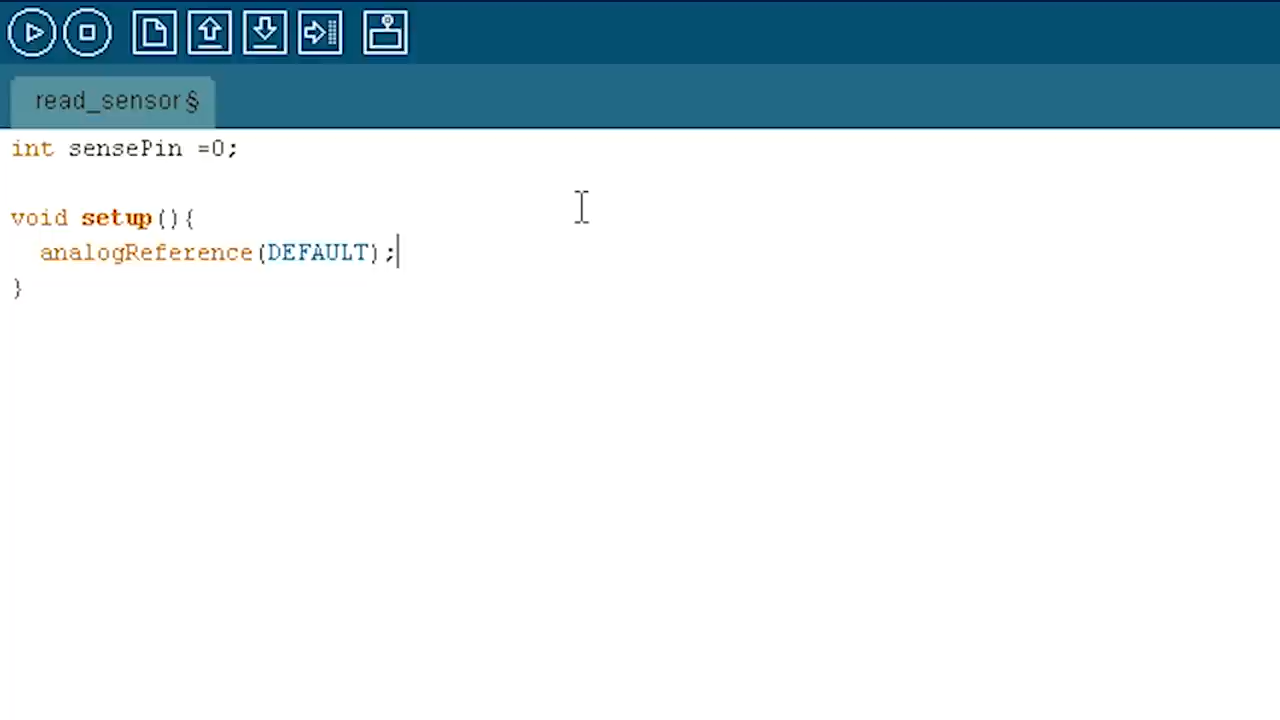 read_sensor§
int sensePin =0;
void setup(){
analogReference(DEFAULT);
}